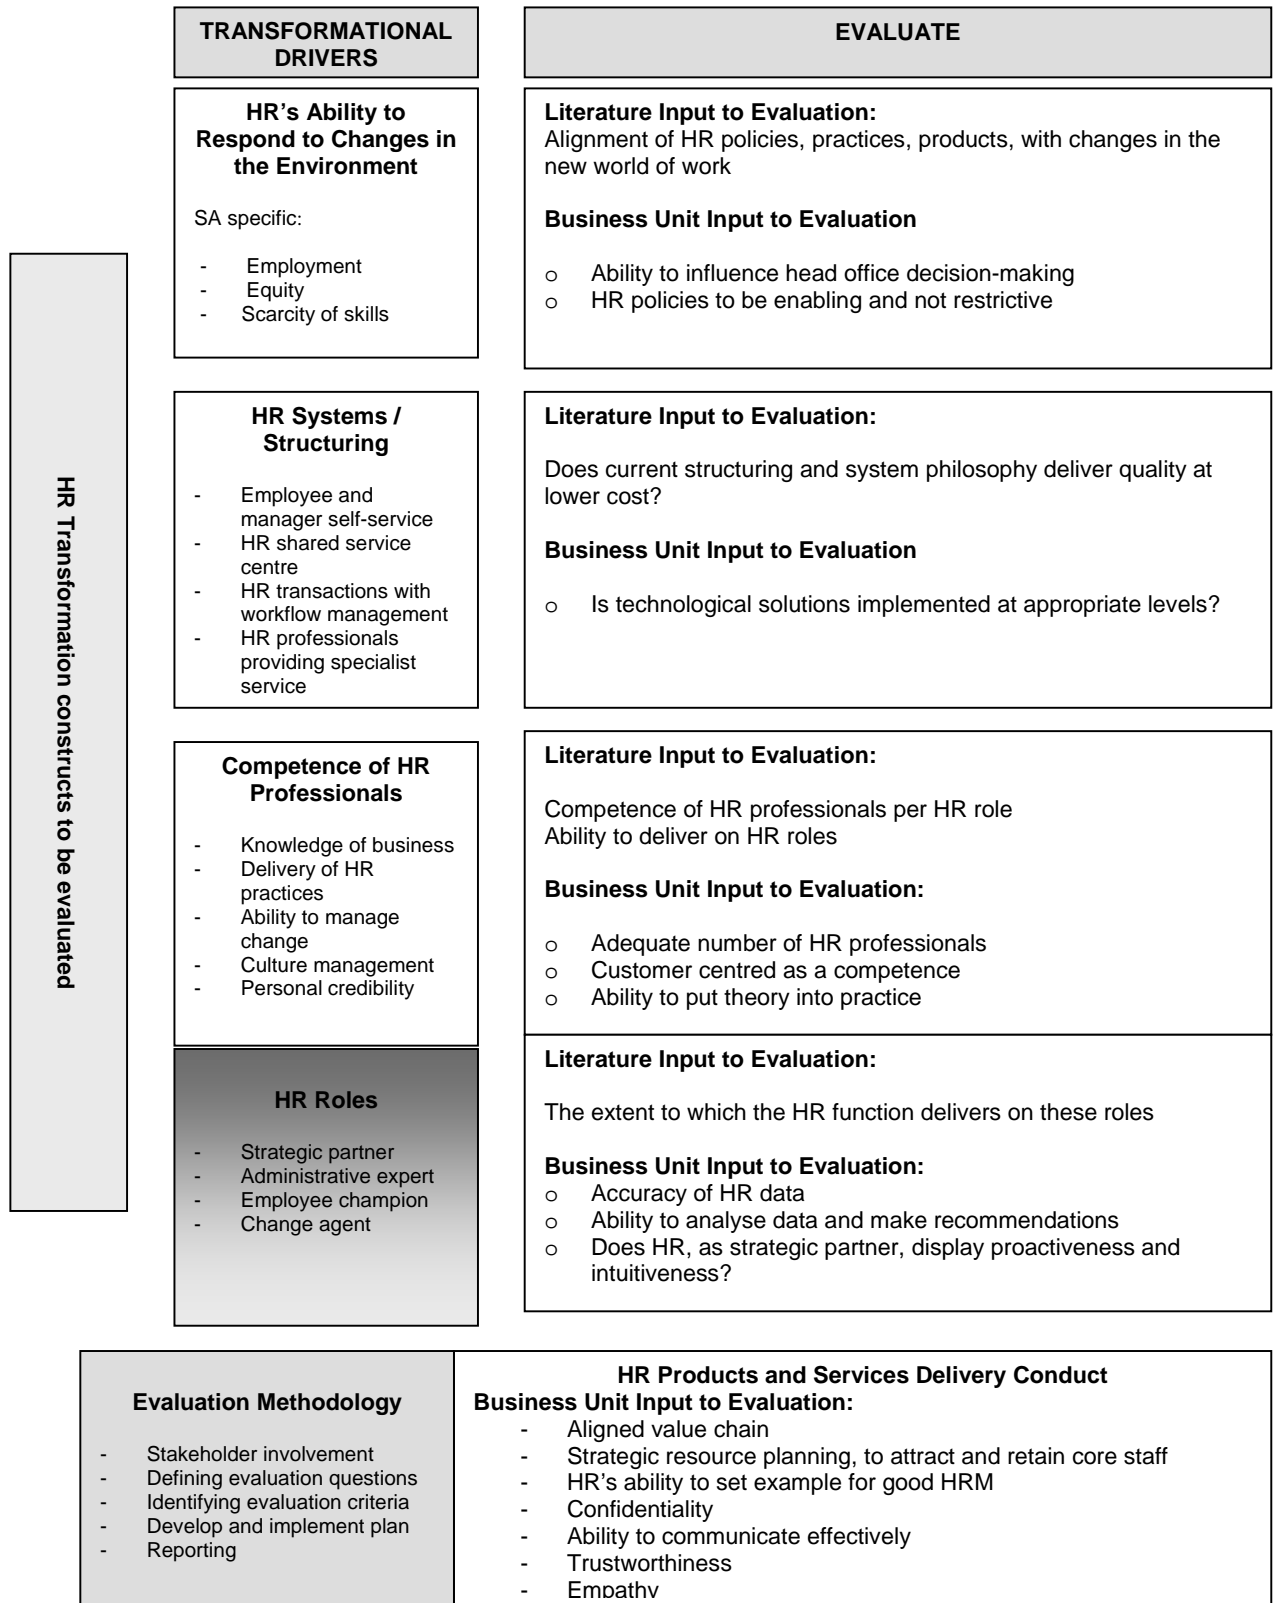 TRANSFORMATIONAL
DRIVERS
EVALUATE
HR Transformation constructs to be evaluated
HR's Ability to
Respond to Changes in
the Environment
SA specific:
- Employment
- Equity
- Scarcity of skills
Literature Input to Evaluation:
Alignment of HR policies, practices, products, with changes in the
new world of work
Business Unit Input to Evaluation
o Ability to influence head office decision-making
o HR policies to be enabling and not restrictive
HR Systems /
Structuring
- Employee and
manager self-service
- HR shared service
centre
- HR transactions with
workflow management
- HR professionals
providing specialist
service
Literature Input to Evaluation:
Does current structuring and system philosophy deliver quality at
lower cost?
Business Unit Input to Evaluation
o Is technological solutions implemented at appropriate levels?
Competence of HR
Professionals
- Knowledge of business
- Delivery of HR
practices
- Ability to manage
change
- Culture management
- Personal credibility
Literature Input to Evaluation:
Competence of HR professionals per HR role
Ability to deliver on HR roles
Business Unit Input to Evaluation:
o Adequate number of HR professionals
o Customer centred as a competence
o Ability to put theory into practice
HR Roles
- Strategic partner
- Administrative expert
- Employee champion
- Change agent
Literature Input to Evaluation:
The extent to which the HR function delivers on these roles
Business Unit Input to Evaluation:
o Accuracy of HR data
o Ability to analyse data and make recommendations
o Does HR, as strategic partner, display proactiveness and
intuitiveness?
Evaluation Methodology
- Stakeholder involvement
- Defining evaluation questions
- Identifying evaluation criteria
- Develop and implement plan
- Reporting
HR Products and Services Delivery Conduct
Business Unit Input to Evaluation:
- Aligned value chain
- Strategic resource planning, to attract and retain core staff
- HR's ability to set example for good HRM
- Confidentiality
- Ability to communicate effectively
- Trustworthiness
- Empathy